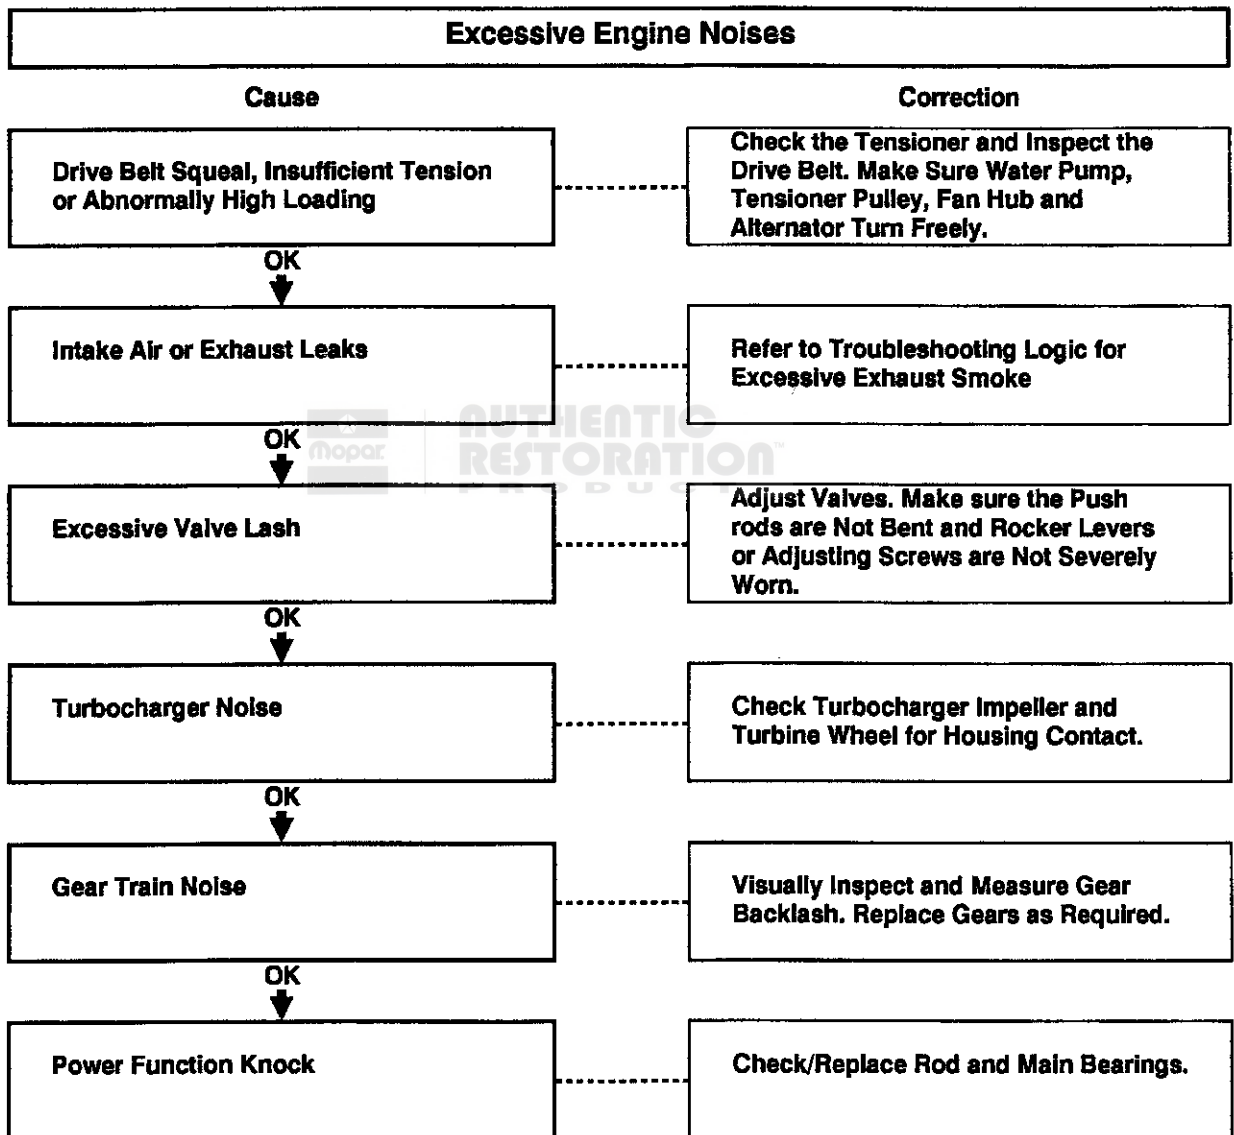 Excessive Engine Noises
Cause
Correction
Drive Belt Squeal, Insufficient Tension
or Abnormally High Loading
Check the Tensioner and Inspect the
Drive Belt. Make Sure Water Pump,
Tensioner Pulley, Fan Hub and
Alternator Turn Freely.
OK
Intake Air or Exhaust Leaks
Refer to Troubleshooting Logic for
Excessive Exhaust Smoke
OK
mopar.
AUTHENTIC
RESTORATION™
Excessive Valve Lash
Adjust Valves. Make sure the Push
rods are Not Bent and Rocker Levers
or Adjusting Screws are Not Severely
Worn.
OK
Turbocharger Noise
Check Turbocharger Impeller and
Turbine Wheel for Housing Contact.
OK
Gear Train Noise
Visually Inspect and Measure Gear
Backlash. Replace Gears as Required.
OK
Power Function Knock
Check/Replace Rod and Main Bearings.